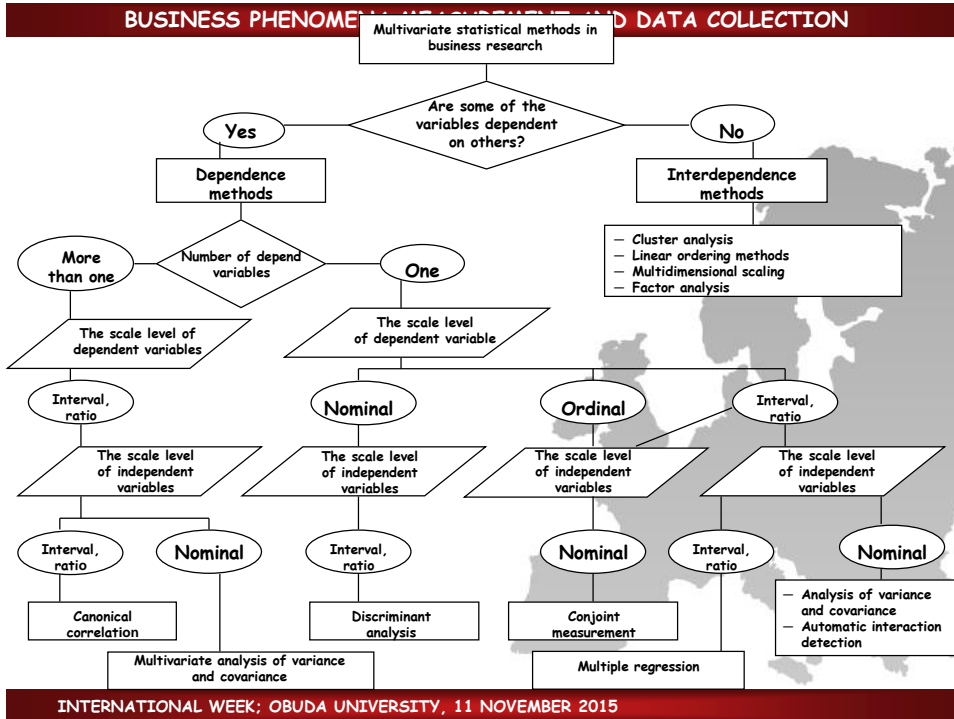 BUSINESS PHENOMENA MEASUREMENT AND DATA COLLECTION
Multivariate statistical methods in
business research
Are some of the
variables dependent
on others?
Yes
No
Dependence
methods
Interdependence
methods
— Cluster analysis
— Linear ordering methods
— Multidimensional scaling
— Factor analysis
Number of depend
variables
More
than one
One
The scale level of
dependent variables
The scale level
of dependent variable
Interval,
ratio
Nominal
Ordinal
Interval,
ratio
The scale level
of independent
variables
The scale level
of independent
variables
The scale level
of independent
variables
The scale level
of independent
variables
Interval,
ratio
Nominal
Interval,
ratio
Nominal
Interval,
ratio
Nominal
Canonical
correlation
Discriminant
analysis
Conjoint
measurement
— Analysis of variance
and covariance
— Automatic interaction
detection
Multivariate analysis of variance
and covariance
Multiple regression
INTERNATIONAL WEEK; OBUDA UNIVERSITY, 11 NOVEMBER 2015